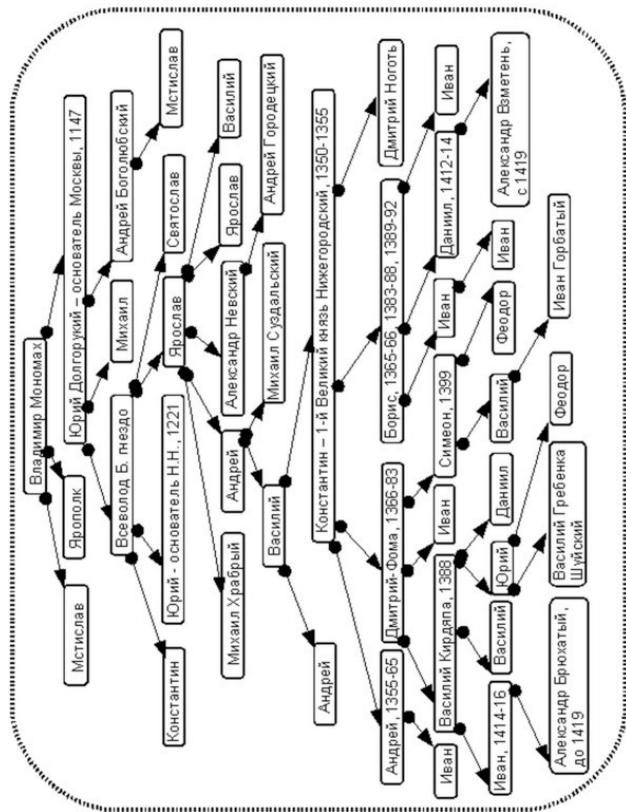 Владимир Мономах
Мстислав
Ярополк
Юрий Долгорукий – основатель Москвы, 1147
Всеволод Б. гнездо
Михаил
Андрей Боголюбский
Константин
Юрий - основатель Н.Н., 1221
Ярослав
Святослав
Мстислав
Михаил Храбрый
Андрей
Александр Невский
Ярослав
Василий
Василий
Михаил Суздальский
Андрей Городецкий
Андрей
Константин – 1-й Великий князь Нижегородский, 1350-1355
Андрей, 1355-65
Дмитрий-Фома, 1366-83
Борис, 1365-66, 1383-88, 1389-92
Дмитрий Ноготь
Иван
Василий Кирдяпа, 1388
Иван
Симеон, 1399
Иван
Даниил, 1412-14
Иван
Иван, 1414-16
Василий
Юрий
Даниил
Василий
Феодор
Иван
Александр Взметень,
с 1419
Александр Брюхатый,
до 1419
Василий Гребенка
Шуйский
Феодор
Иван Горбатый